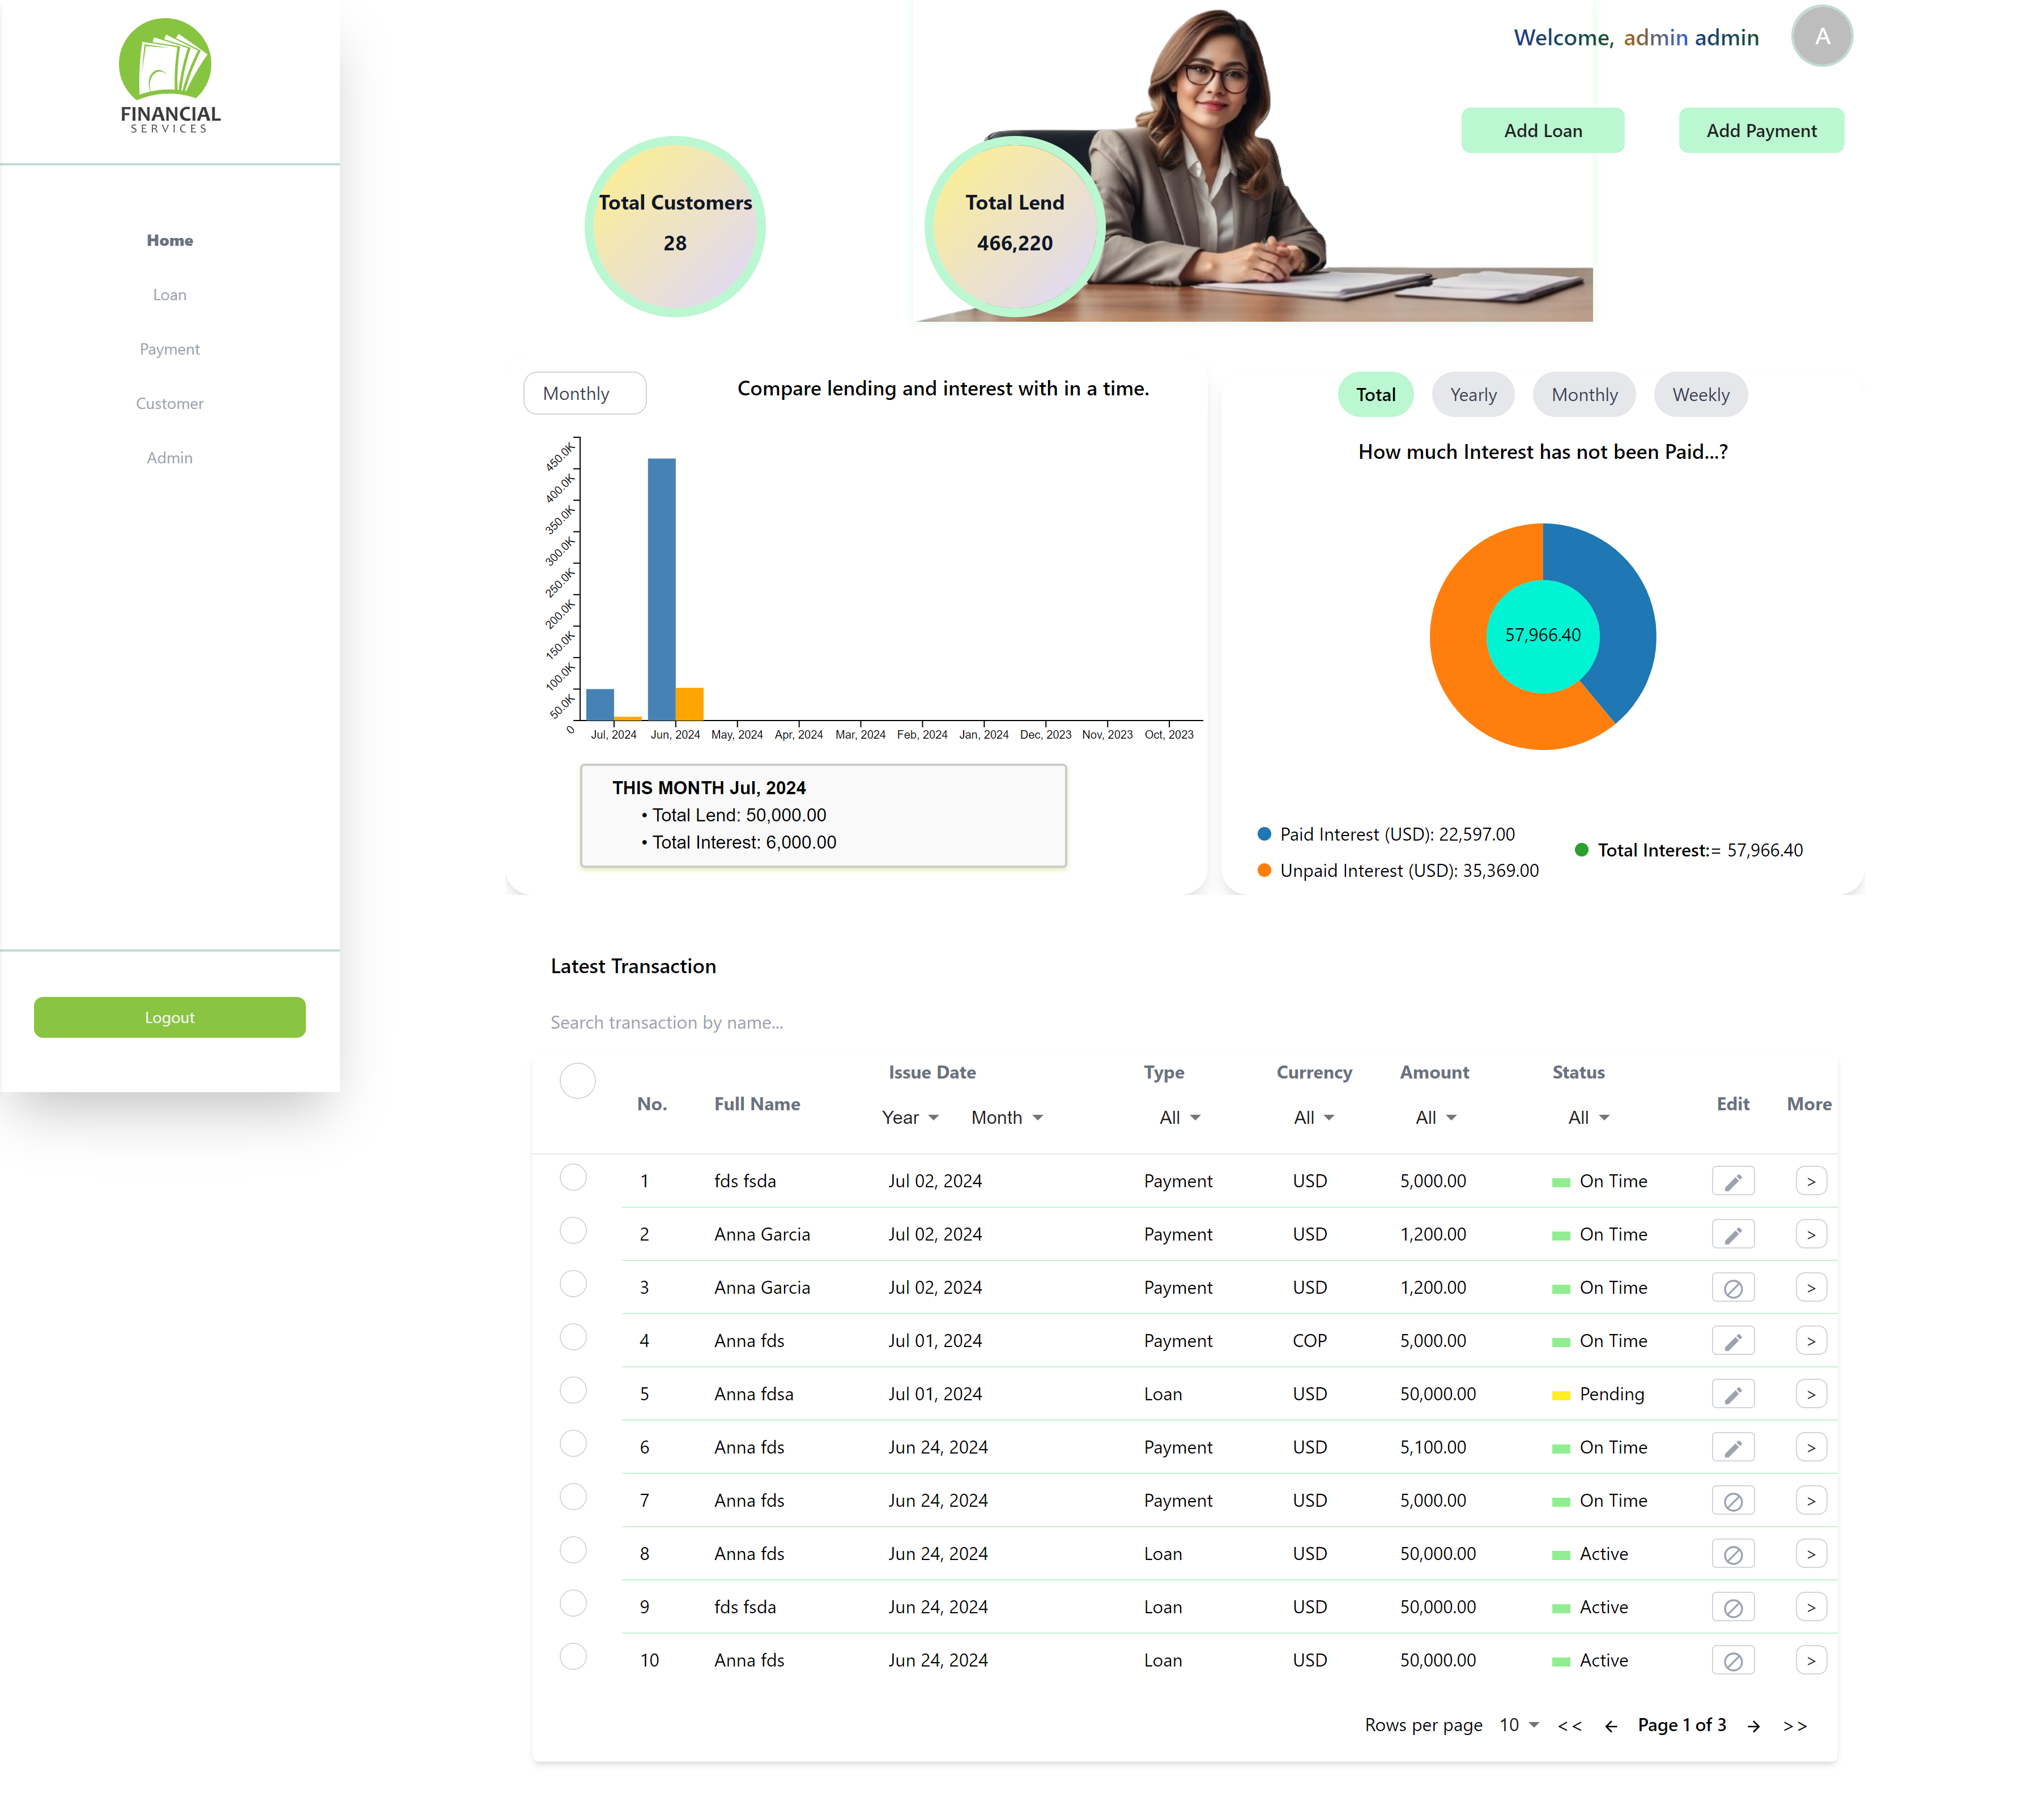 FINANCIAL
SERVICES
Home
Loan
Payment
Customer
Admin
Logout
Welcome, admin admin
A
Add Loan
Add Payment
Total Customers
28
Total Lend
466,220
Monthly
Compare lending and interest with in a time.
450.0K
400.0K
350.0K
300.0K
250.0K
200.0K
150.0K
100.0K
50.0K
0
Jul, 2024 Jun, 2024 May, 2024 Apr, 2024 Mar, 2024 Feb, 2024 Jan, 2024 Dec, 2023 Nov, 2023 Oct, 2023
THIS MONTH Jul, 2024
• Total Lend: 50,000.00
• Total Interest: 6,000.00
Total Yearly Monthly Weekly
How much Interest has not been Paid...?
57,966.40
Paid Interest (USD): 22,597.00
Unpaid Interest (USD): 35,369.00
Total Interest:= 57,966.40
Latest Transaction
Search transaction by name...
No. Full Name Issue Date Type Currency Amount Status Edit More
Year Month All All All All
1 fds fsda Jul 02, 2024 Payment USD 5,000.00 On Time >
2 Anna Garcia Jul 02, 2024 Payment USD 1,200.00 On Time >
3 Anna Garcia Jul 02, 2024 Payment USD 1,200.00 On Time >
4 Anna fds Jul 01, 2024 Payment COP 5,000.00 On Time >
5 Anna fdsa Jul 01, 2024 Loan USD 50,000.00 Pending >
6 Anna fds Jun 24, 2024 Payment USD 5,100.00 On Time >
7 Anna fds Jun 24, 2024 Payment USD 5,000.00 On Time >
8 Anna fds Jun 24, 2024 Loan USD 50,000.00 Active >
9 fds fsda Jun 24, 2024 Loan USD 50,000.00 Active >
10 Anna fds Jun 24, 2024 Loan USD 50,000.00 Active >
Rows per page 10 << ← Page 1 of 3 → >>